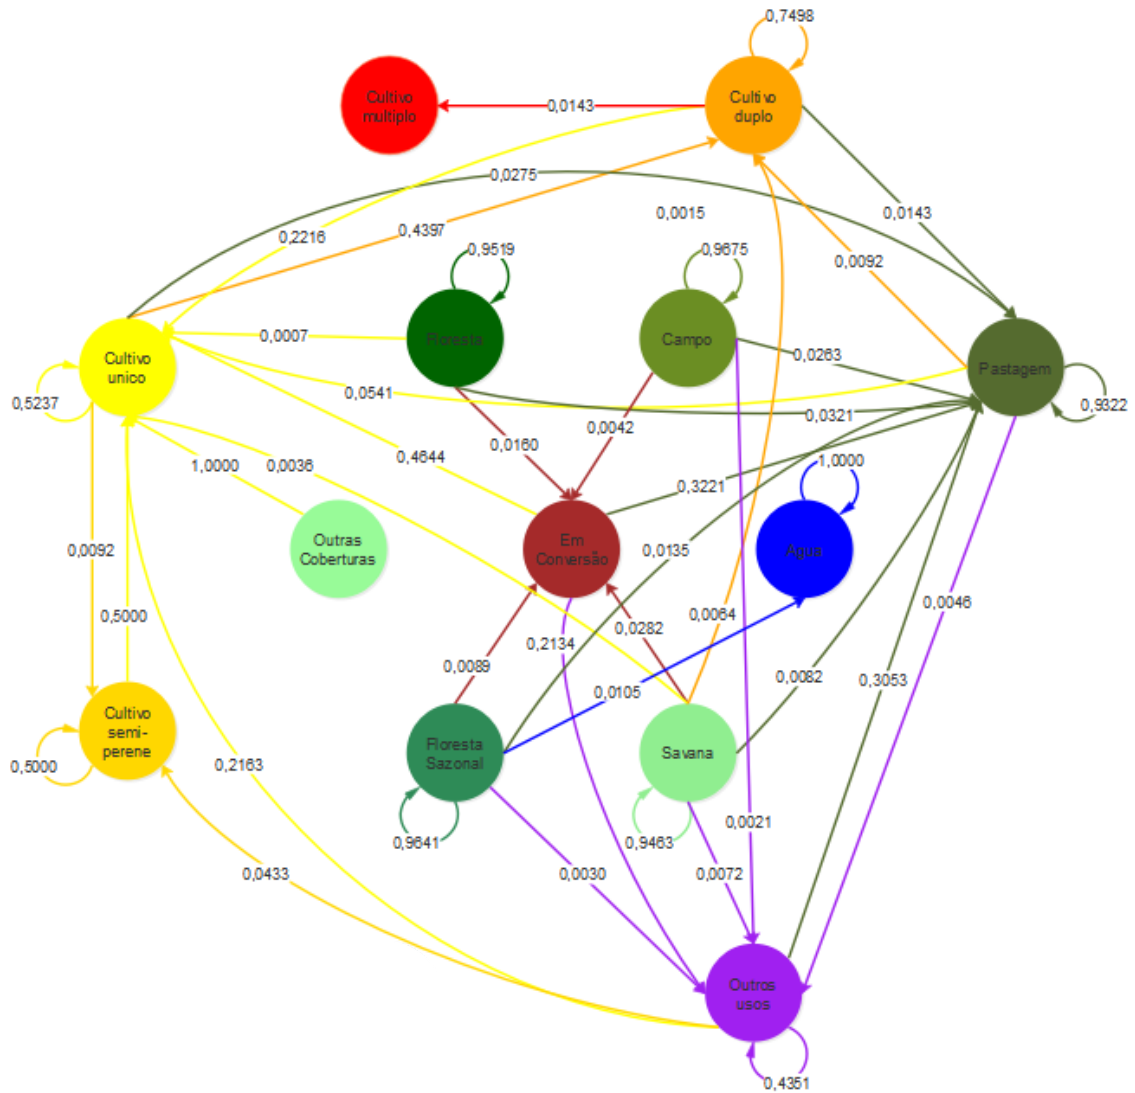 0,7498
Cultivo
multiplo
0,0143
Cultivo
duplo
0,0275
0,0015
0,0143
0,2216
0,4397
0,9519
0,9675
0,0092
0,0007
Floresta
Campo
0,0263
Cultivo
unico
Pastagem
0,5237
0,0541
0,0321
0,9322
0,0160
0,0042
1,0000
0,0036
0,4644
1,0000
0,3221
0,0092
Outras
Coberturas
Em
Conversão
0,0135
Agua
0,5000
0,2134
0,0282
0,0064
0,0046
0,0089
0,0105
0,0082
0,3053
Cultivo
semi-
perene
Floresta
Sazonal
Savana
0,5000
0,2163
0,9641
0,9463
0,0021
0,0433
0,0030
0,0072
Outros
usos
0,4351